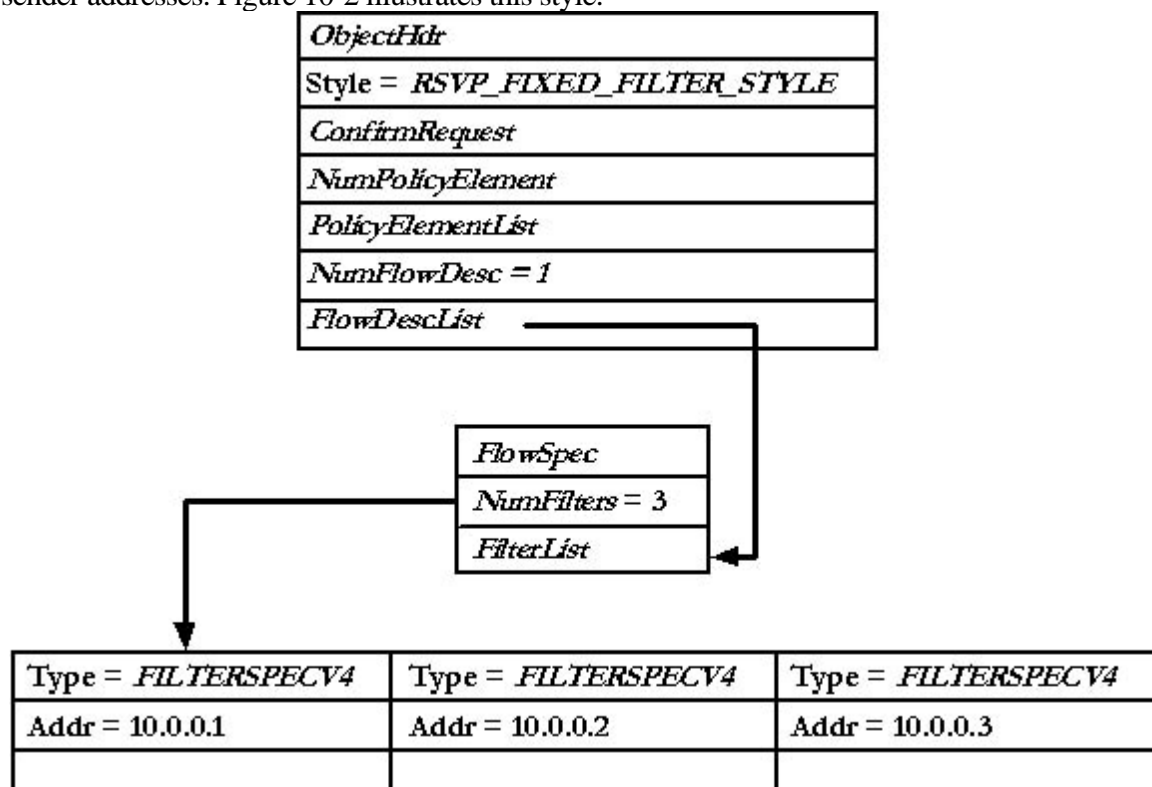 sender addresses. Figure 10-2 illustrates this style.
ObjectHdr
Style = RSVP_FIXED_FILTER_STYLE
ConfirmRequest
NumPolicyElement
PolicyElementList
NumFlowDesc = 1
FlowDescList
FlowSpec
NumFilters = 3
FilterList
Type = FILTERSPECV4 Type = FILTERSPECV4 Type = FILTERSPECV4
Addr = 10.0.0.1 Addr = 10.0.0.2 Addr = 10.0.0.3